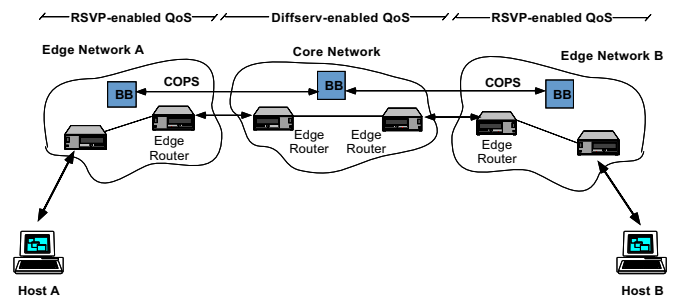 RSVP-enabled QoS
Diffserv-enabled QoS
RSVP-enabled QoS
Edge Network A
Core Network
Edge Network B
COPS
COPS
BB
BB
BB
Edge
Router
Edge
Router
Edge
Router
Edge
Router
Host A
Host B